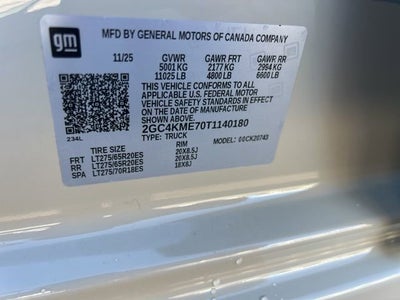 gm
MFD BY GENERAL MOTORS OF CANADA COMPANY
11/25 GVWR GAWR FRT GAWR RR
5001 KG 2177 KG 2994 KG
11025 LB 4800 LB 6600 LB
THIS VEHICLE CONFORMS TO ALL APPLICABLE
U.S. FEDERAL MOTOR VEHICLE
SAFETY STANDARDS IN EFFECT ON THE
DATE OF MANUFACTURE SHOWN ABOVE.
2GC4KME70T1140180
TYPE: TRUCK
234L
TIRE SIZE RIM MODEL:
FRT LT275/65R20ES 20X8.5J
RR LT275/65R20ES 20X8.5J
SPA LT275/70R18ES 18X8J